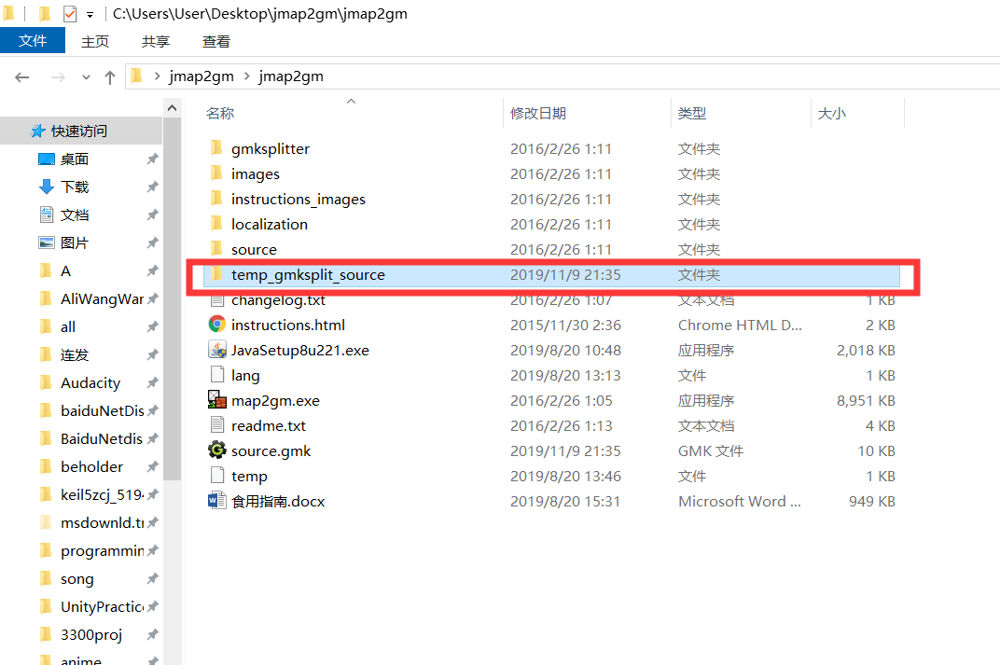 C:\Users\User\Desktop\jmap2gm\jmap2gm
文件 主页 共享 查看
jmap2gm jmap2gm
快速访问
桌面
下载
文档
图片
A
AliWangWar
all
连发
Audacity
baiduNetDis
BaiduNetdis
beholder
keil5zcj_519
msdownld.t
programmin
song
UnityPractic
3300proj
anime
名称 修改日期 类型 大小
gmksplitter 2016/2/26 1:11 文件夹
images 2016/2/26 1:11 文件夹
instructions_images 2016/2/26 1:11 文件夹
localization 2016/2/26 1:11 文件夹
source 2016/2/26 1:11 文件夹
temp_gmksplit_source 2019/11/9 21:35 文件夹
changelog.txt 2016/2/26 1:07 文本文档 1 KB
instructions.html 2015/11/30 2:36 Chrome HTML D... 2 KB
JavaSetup8u221.exe 2019/8/20 10:48 应用程序 2,018 KB
lang 2019/8/20 13:13 文件 1 KB
map2gm.exe 2016/2/26 1:05 应用程序 8,951 KB
readme.txt 2016/2/26 1:13 文本文档 4 KB
source.gmk 2019/11/9 21:35 GMK 文件 10 KB
temp 2019/8/20 13:46 文件 1 KB
食用指南.docx 2019/8/20 15:31 Microsoft Word ... 949 KB